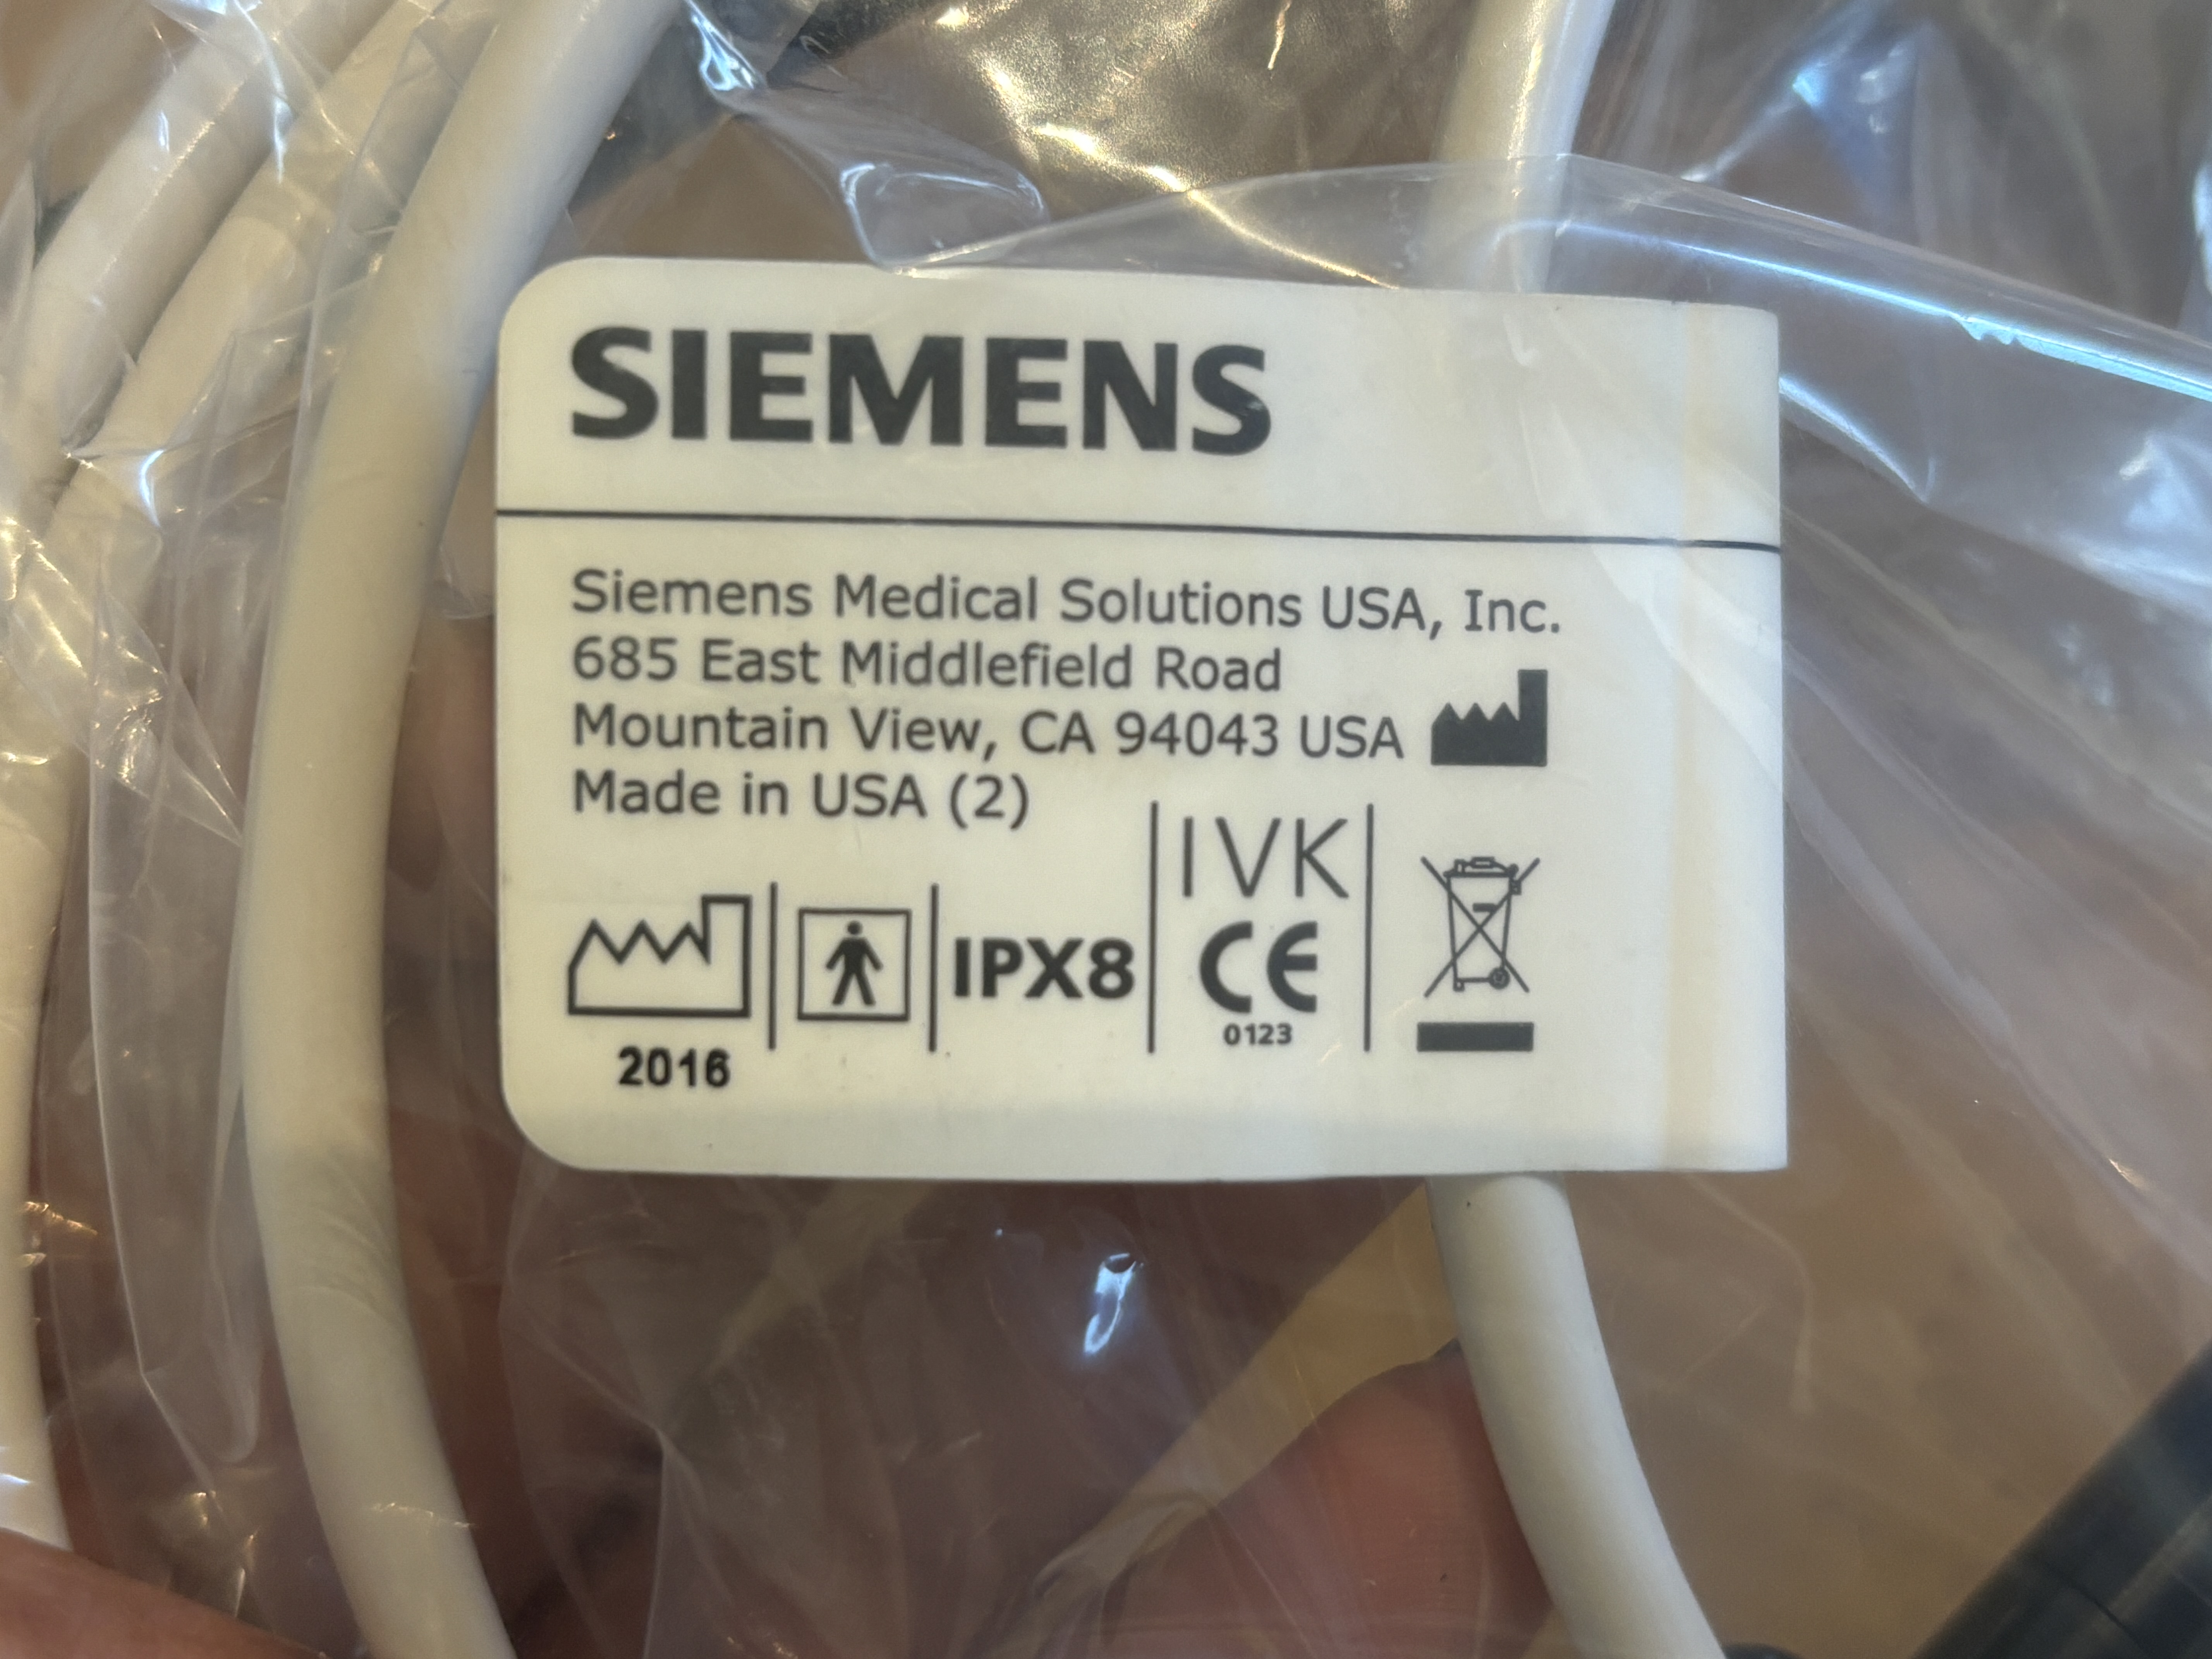 SIEMENS
Siemens Medical Solutions USA, Inc.
685 East Middlefield Road
Mountain View, CA 94043 USA
Made in USA (2)
2016
IPX8
IVK
CE
0123